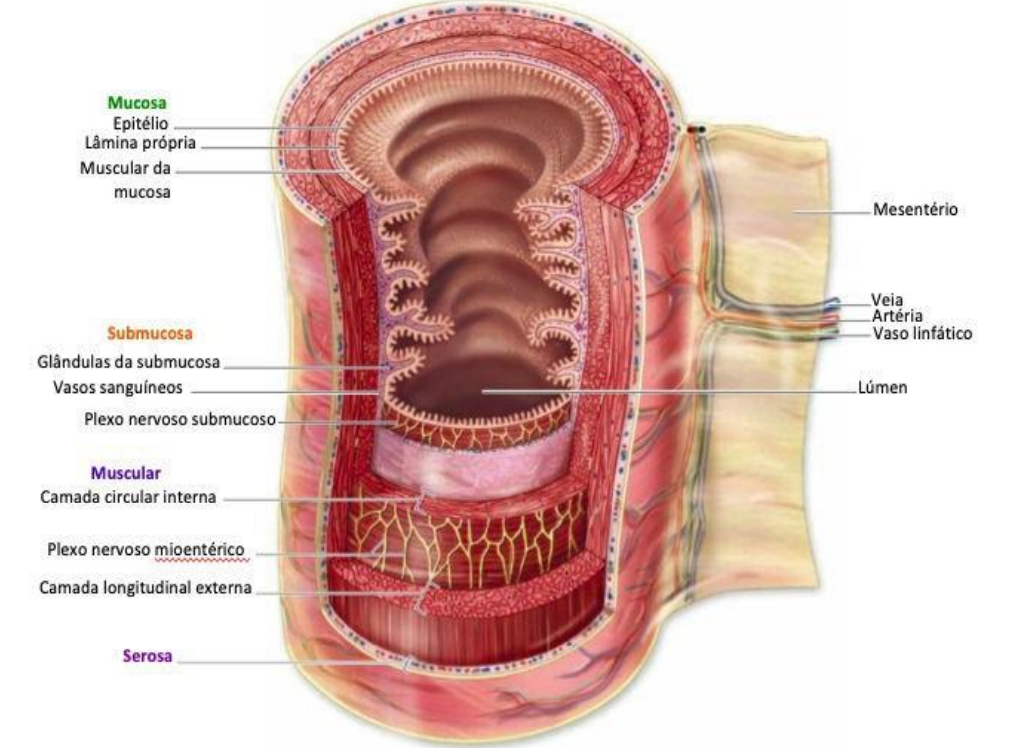 Mucosa
Epitélio
Lâmina própria
Muscular da
mucosa
Submucosa
Glândulas da submucosa
Vasos sanguíneos
Plexo nervoso submucoso
Muscular
Camada circular interna
Plexo nervoso mioentérico
Camada longitudinal externa
Serosa
Mesentério
Veia
Artéria
Vaso linfático
Lúmen